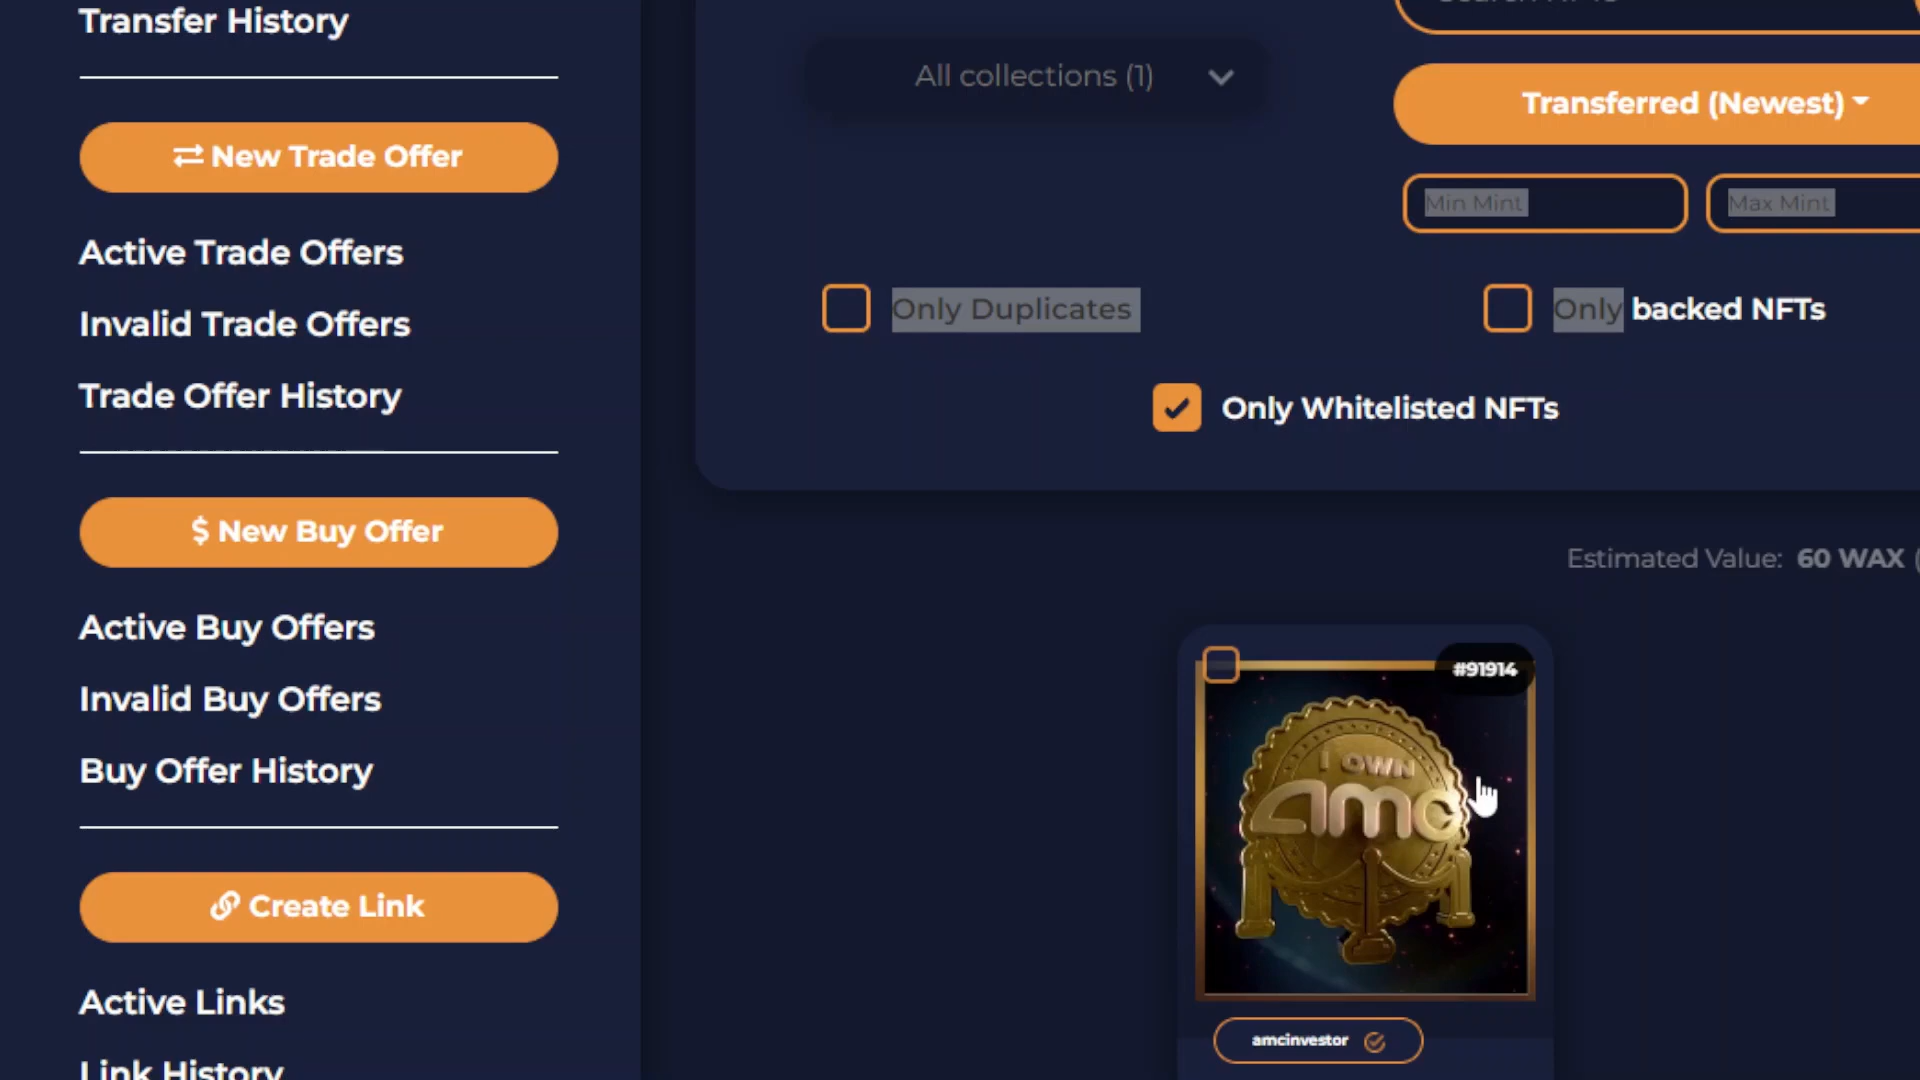 Transfer History
New Trade Offer
Active Trade Offers
Invalid Trade Offers
Trade Offer History
$ New Buy Offer
Active Buy Offers
Invalid Buy Offers
Buy Offer History
Create Link
Active Links
Link History
All collections (1)
Transferred (Newest)
Min Mint
Max Mint
Only Duplicates
Only backed NFTs
Only Whitelisted NFTs
Estimated Value: 60 WAX (
#91914
I OWN
amc
amcinvestor